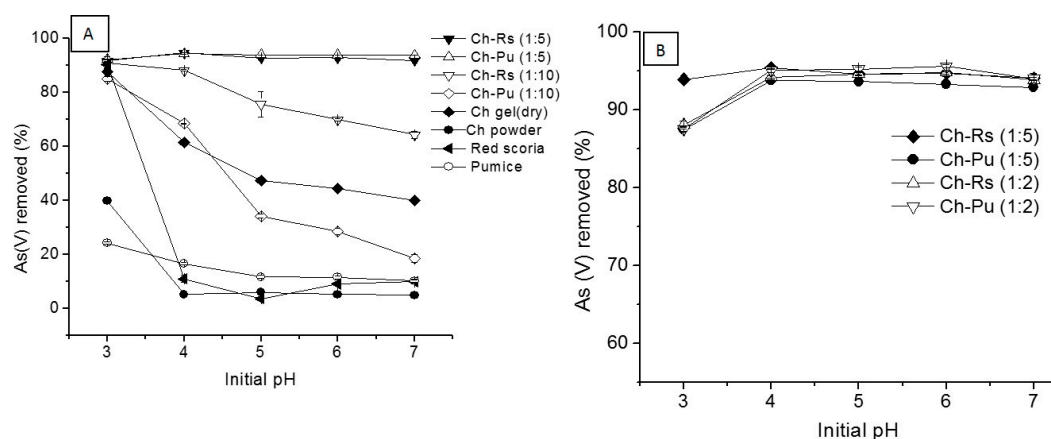 A
As(V) removed (%)
100
80
60
40
20
0
3 4 5 6 7
Initial pH
Ch-Rs (1:5)
Ch-Pu (1:5)
Ch-Rs (1:10)
Ch-Pu (1:10)
Ch gel(dry)
Ch powder
Red scoria
Pumice
B
As (V) removed (%)
100
90
80
70
60
3 4 5 6 7
Initial pH
Ch-Rs (1:5)
Ch-Pu (1:5)
Ch-Rs (1:2)
Ch-Pu (1:2)